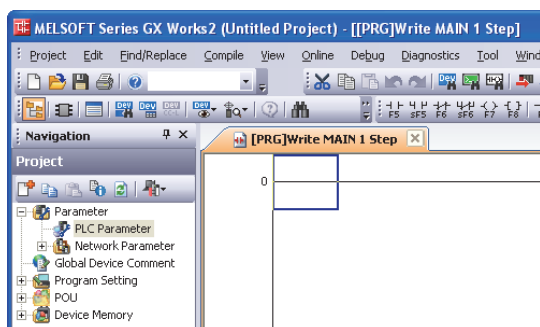 MELSOFT Series GX Works2 (Untitled Project) - [[PRG]Write MAIN 1 Step]
Project Edit Find/Replace Compile View Online Debug Diagnostics Tool
F5 sF5 F6 sF6 F7 F8
Navigation
[PRG]Write MAIN 1 Step
Project
0
Parameter
PLC Parameter
Network Parameter
Global Device Comment
Program Setting
POU
Device Memory